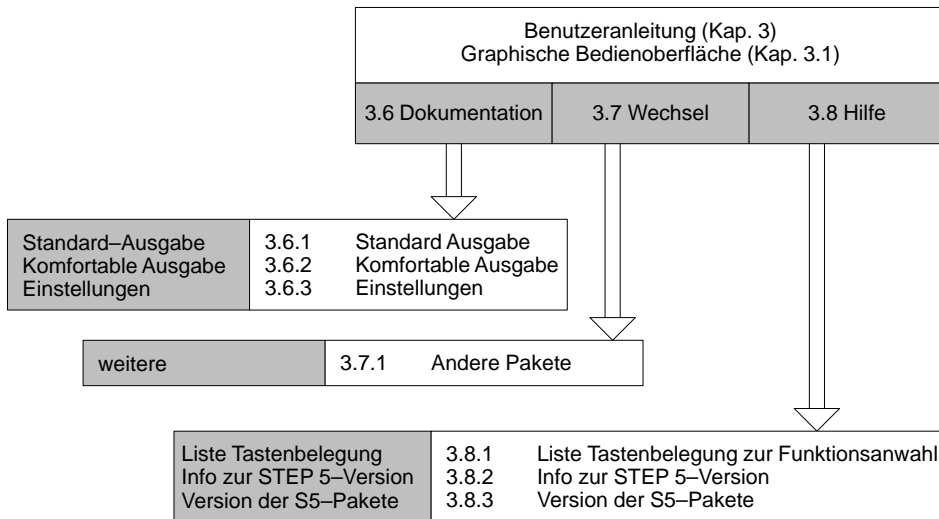 Benutzeranleitung (Kap. 3)
Graphische Bedienoberfläche (Kap. 3.1)
3.6 Dokumentation 3.7 Wechsel 3.8 Hilfe
Standard–Ausgabe 3.6.1 Standard Ausgabe
Komfortable Ausgabe 3.6.2 Komfortable Ausgabe
Einstellungen 3.6.3 Einstellungen
weitere 3.7.1 Andere Pakete
Liste Tastenbelegung 3.8.1 Liste Tastenbelegung zur Funktionsanwahl
Info zur STEP 5–Version 3.8.2 Info zur STEP 5–Version
Version der S5–Pakete 3.8.3 Version der S5–Pakete